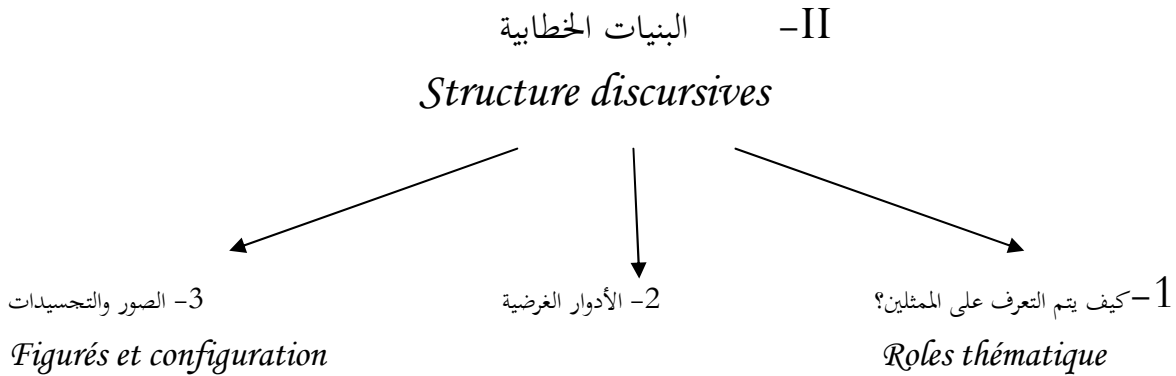 II- البنيات الخطابية
Structure discursives
1-كيف يتم التعرف على الممثلين؟
2- الأدوار الغرضية
3- الصور والتجسيدات
Roles thématique
Figurés et configuration